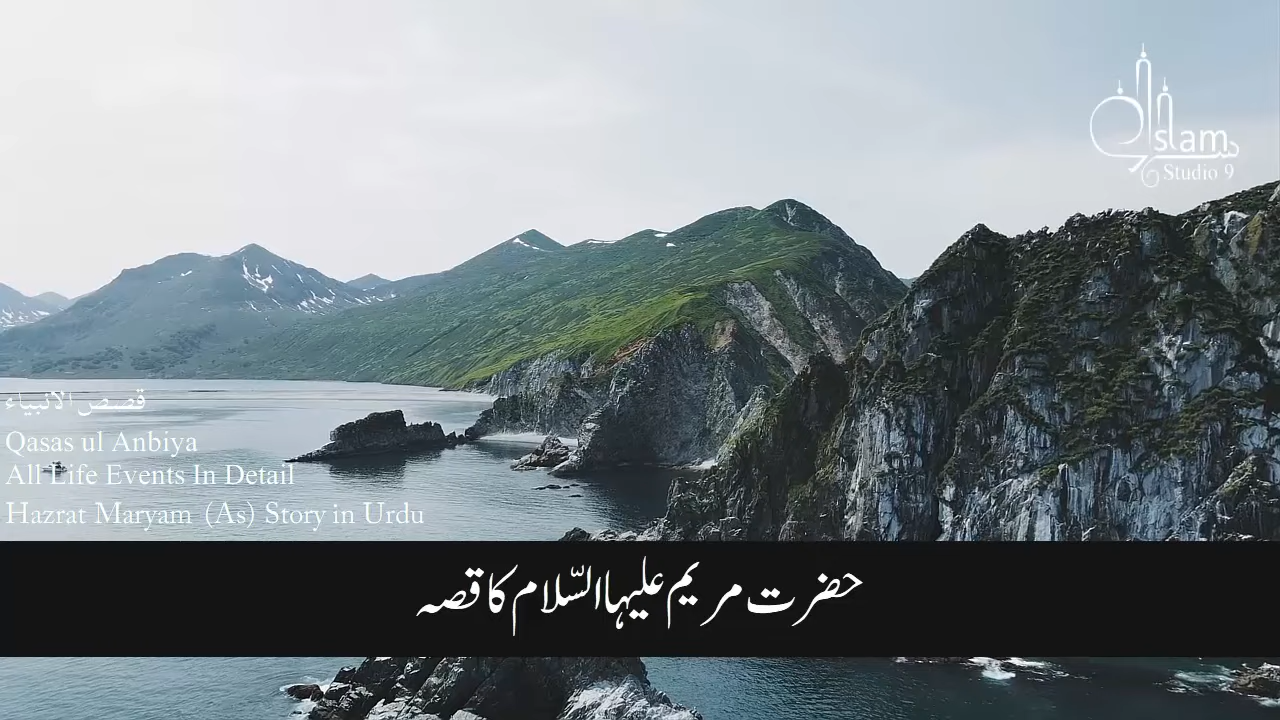 Islam
Studio 9
قصص الانبیاء
Qasas ul Anbiya
All Life Events In Detail
Hazrat Maryam (As) Story in Urdu
حضرت مریم علیہا السّلام کا قصہ